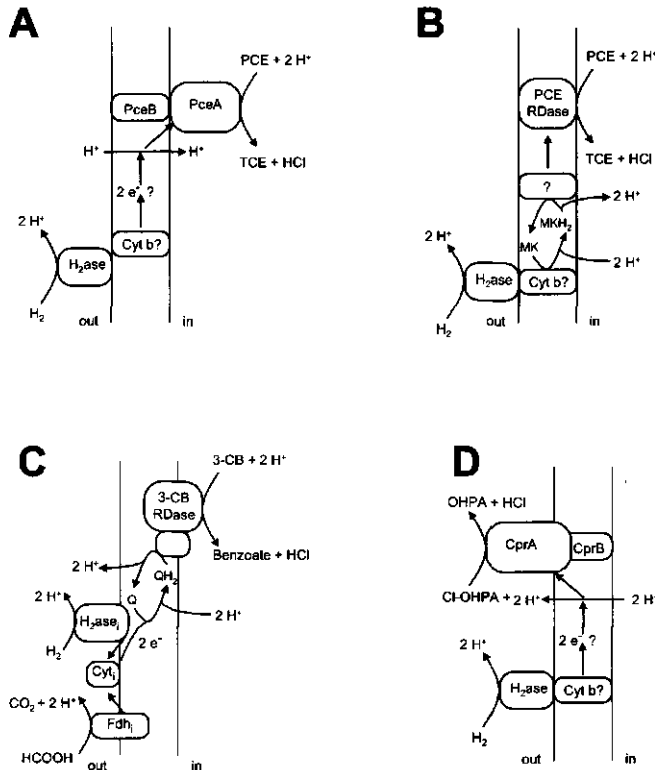 A
PCE + 2 H⁺
PceB
PceA
H⁺
H⁺
TCE + HCl
2 e⁻ ?
2 H⁺
Cyt b?
H₂ase
H₂
out
in
B
PCE + 2 H⁺
PCE
RDase
TCE + HCl
?
2 H⁺
MKH₂
2 H⁺
MK
2 H⁺
H₂ase
Cyt b?
H₂
out
in
C
3-CB + 2 H⁺
3-CB
RDase
Benzoate + HCl
2 H⁺
QH₂
Q
2 H⁺
2 H⁺
H₂aseᵢ
2 e⁻
H₂
Cytᵢ
CO₂ + 2 H⁺
Fdhᵢ
HCOOH
out
in
D
OHPA + HCl
CprA
CprB
Cl-OHPA + 2 H⁺
2 H⁺
2 e⁻ ?
2 H⁺
H₂ase
Cyt b?
H₂
out
in